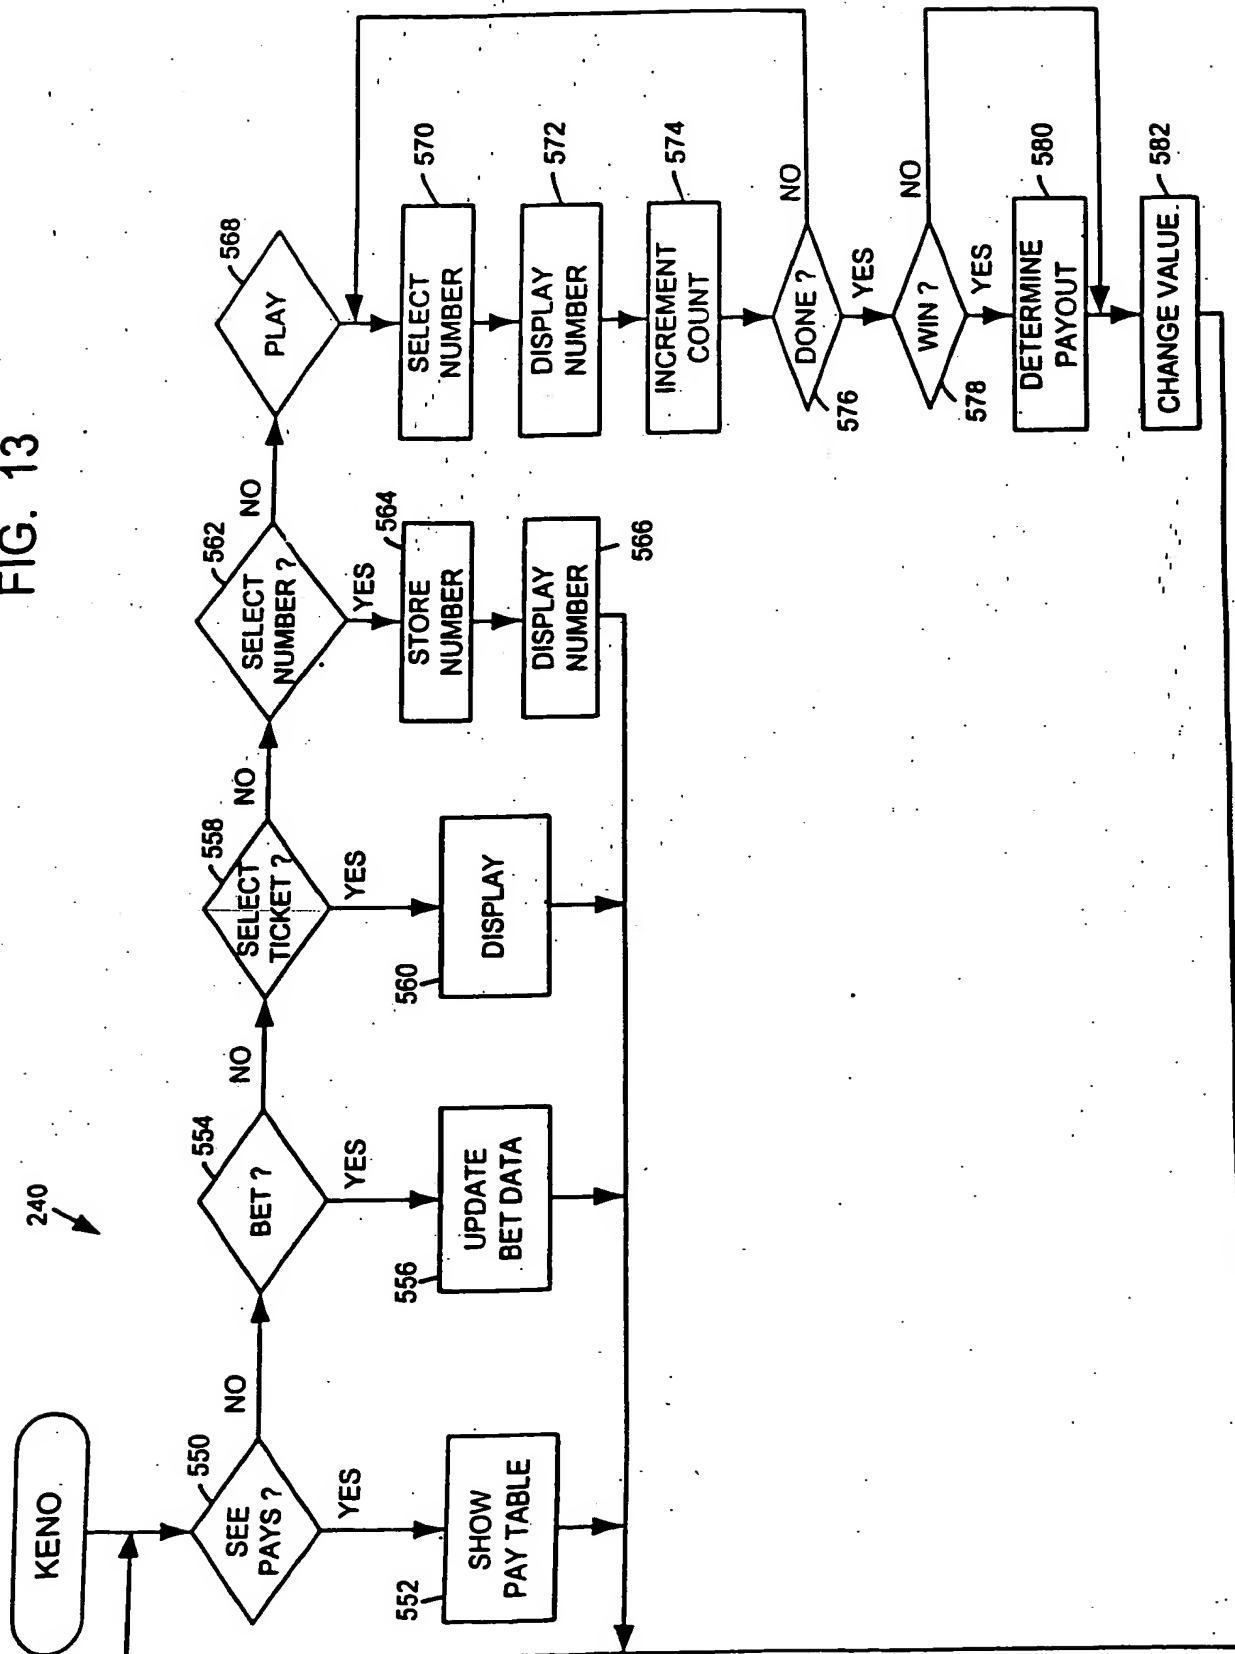 FIG. 13
240
KENO
550
SEE
PAYS ?
NO
YES
552
SHOW
PAY TABLE
554
BET ?
NO
YES
556
UPDATE
BET DATA
558
SELECT
TICKET ?
NO
YES
560
DISPLAY
562
SELECT
NUMBER ?
NO
YES
564
STORE
NUMBER
566
DISPLAY
NUMBER
568
PLAY
570
SELECT
NUMBER
572
DISPLAY
NUMBER
574
INCREMENT
COUNT
576
DONE ?
NO
YES
578
WIN ?
NO
YES
580
DETERMINE
PAYOUT
582
CHANGE VALUE.